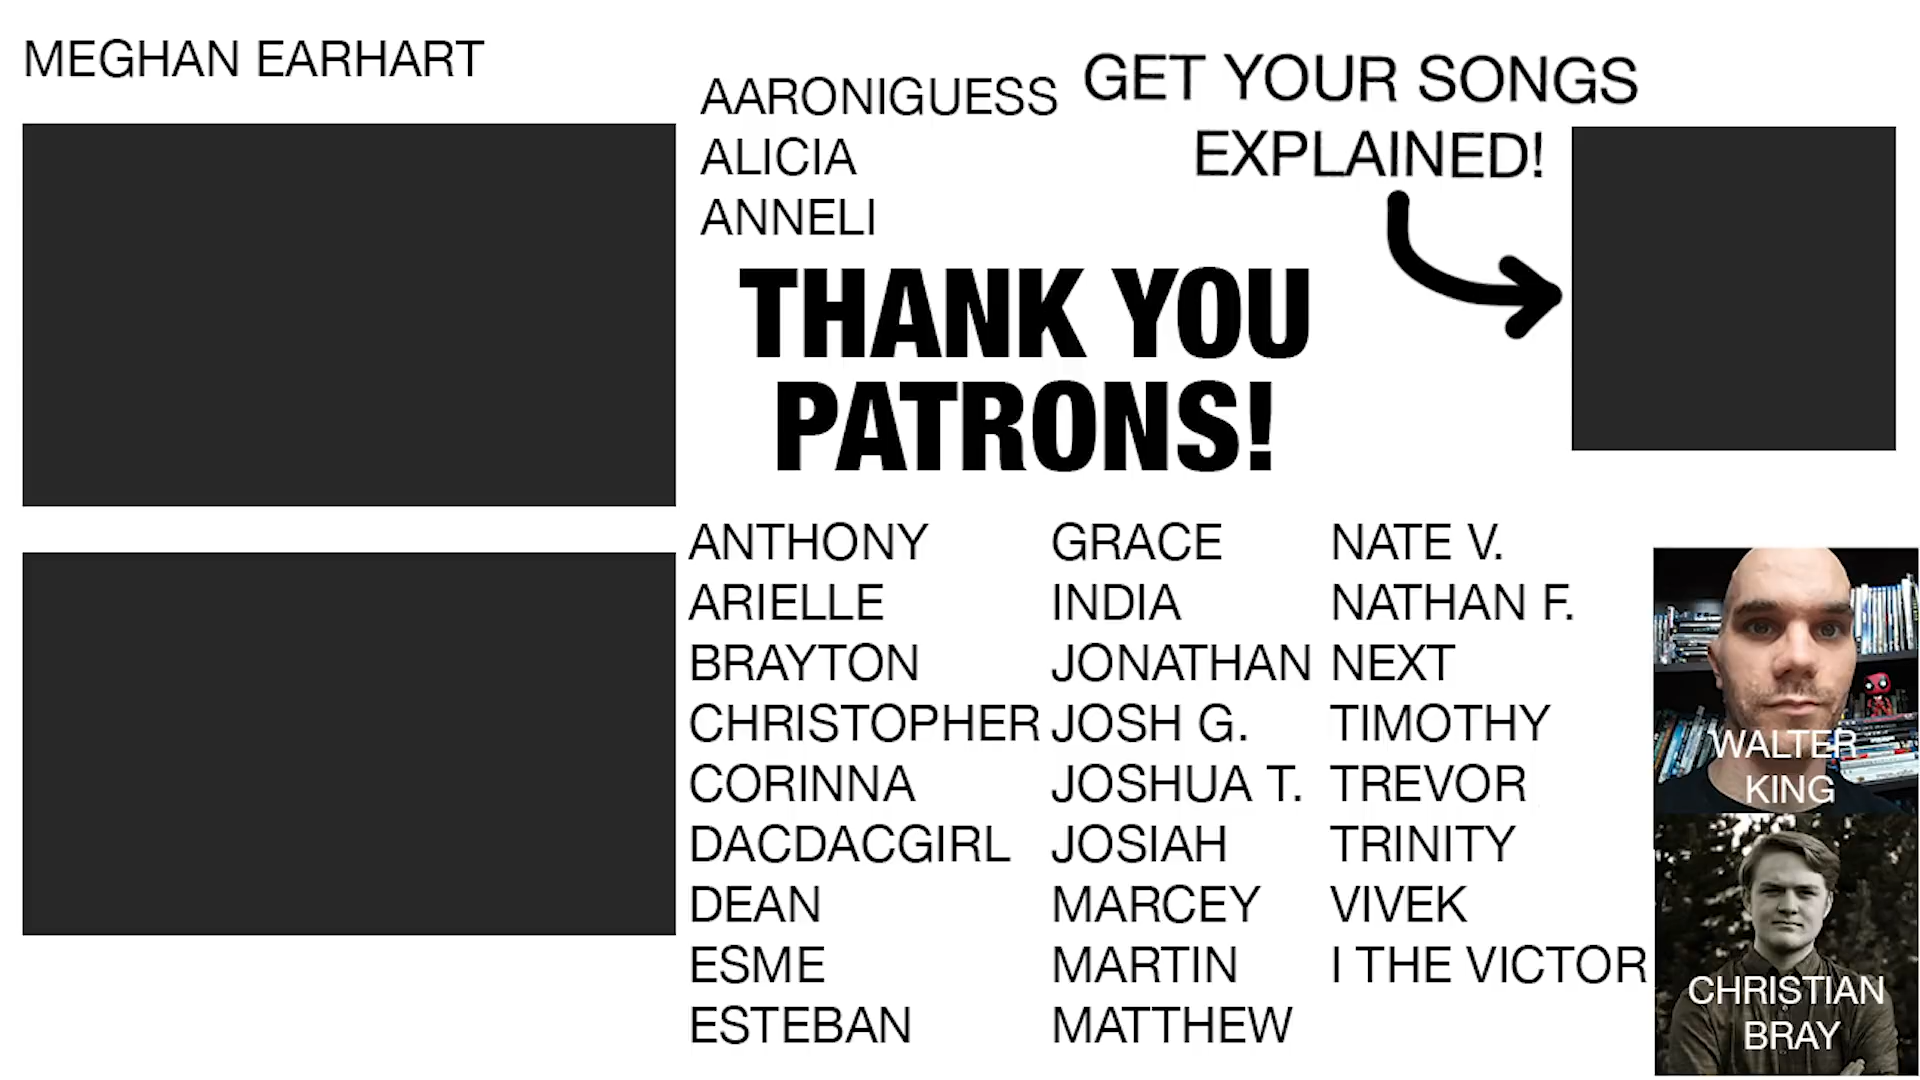 MEGHAN EARHART
AARONIGUESS
ALICIA
ANNELI
GET YOUR SONGS
EXPLAINED!
THANK YOU
PATRONS!
ANTHONY
ARIELLE
BRAYTON
CHRISTOPHER
CORINNA
DACDACGIRL
DEAN
ESME
ESTEBAN
GRACE
INDIA
JONATHAN
JOSH G.
JOSHUA T.
JOSIAH
MARCEY
MARTIN
MATTHEW
NATE V.
NATHAN F.
NEXT
TIMOTHY
TREVOR
TRINITY
VIVEK
I THE VICTOR
WALTER
KING
CHRISTIAN
BRAY